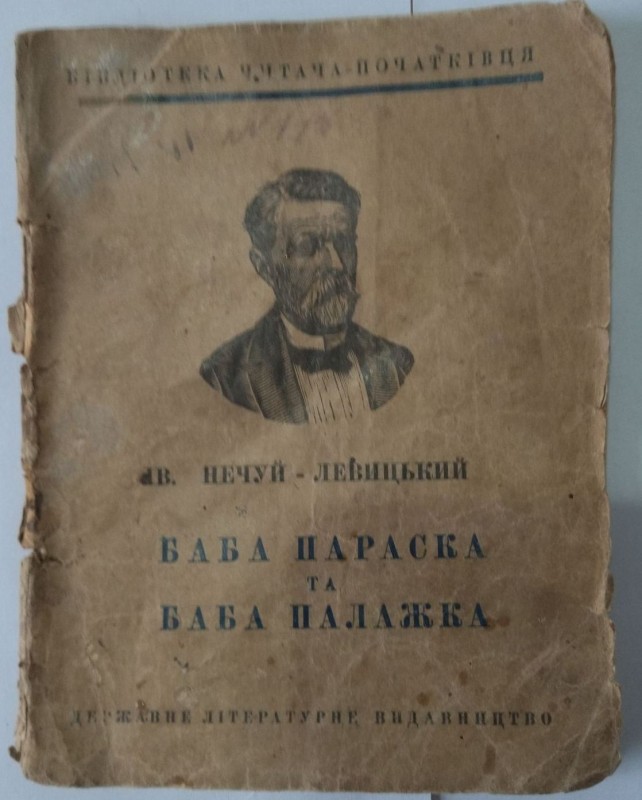 БІБЛІОТЕКА ЧИТАЧА-ПОЧАТКІВЦЯ
ІВ. НЕЧУЙ - ЛЕВИЦЬКИЙ
БАБА ПАРАСКА
ТА
БАБА ПАЛАЖКА
ДЕРЖАВНЕ ЛІТЕРАТУРНЕ ВИДАВНИЦТВО